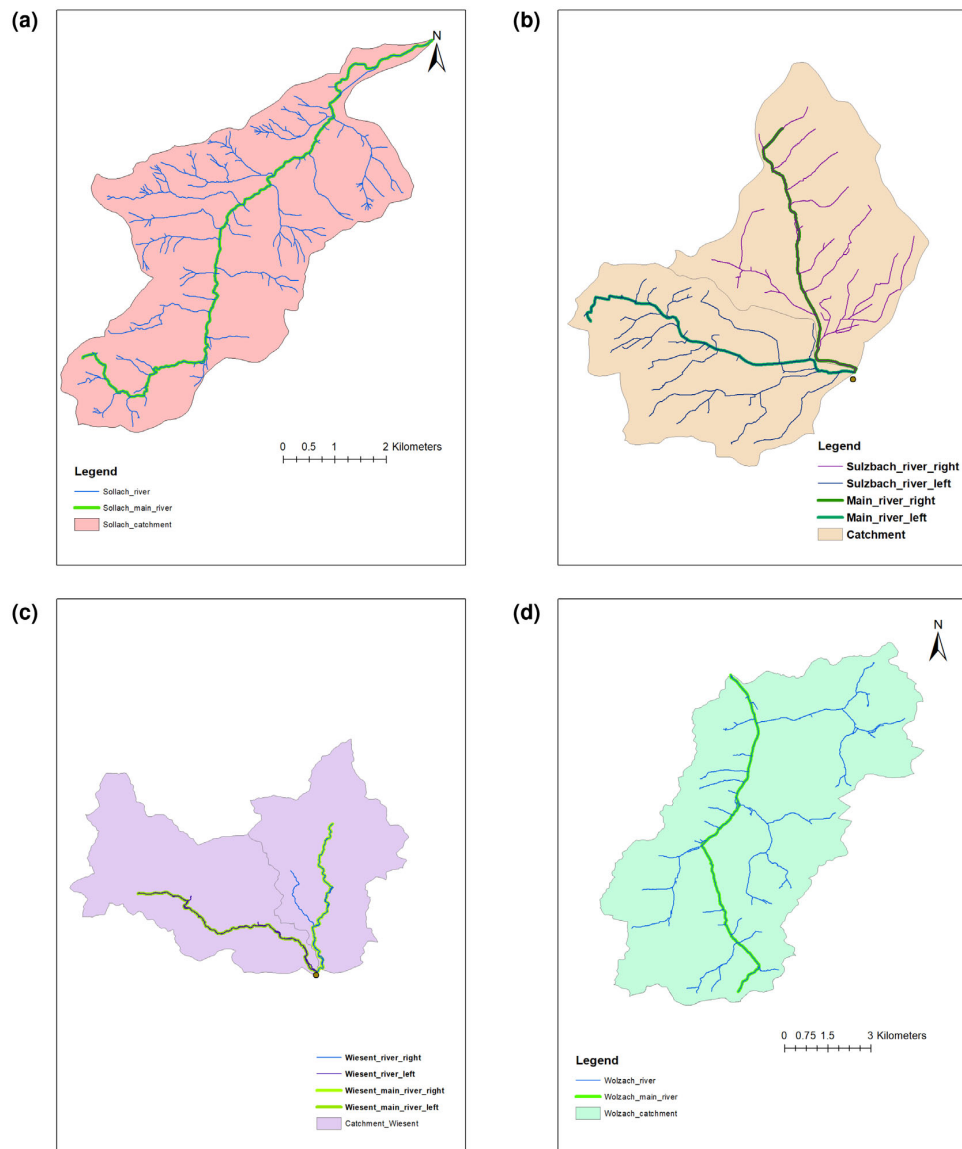 (a)
N
0 0.5 1 2 Kilometers
Legend
Sollach_river
Sollach_main_river
Sollach_catchment
(b)
Legend
Sulzbach_river_right
Sulzbach_river_left
Main_river_right
Main_river_left
Catchment
(c)
Wiesent_river_right
Wiesent_river_left
Wiesent_main_river_right
Wiesent_main_river_left
Catchment_Wiesent
(d)
N
0 0.75 1.5 3 Kilometers
Legend
Wolzach_river
Wolzach_main_river
Wolzach_catchment